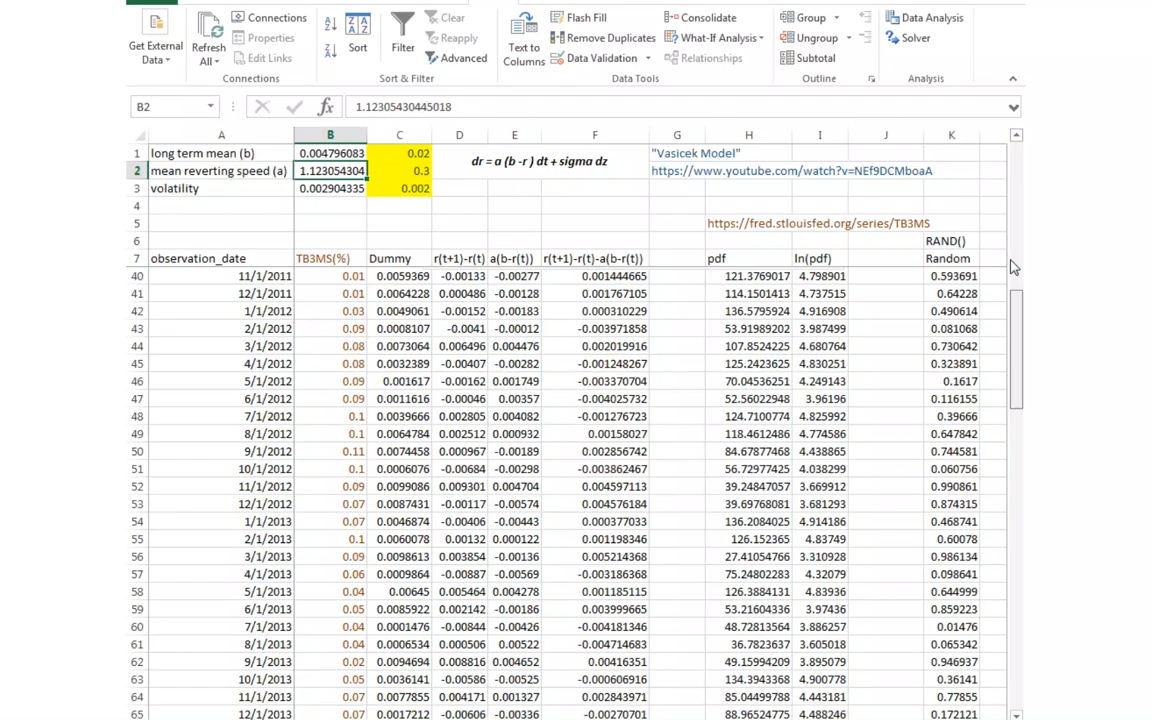 Get External Data
Refresh All
Connections
Properties
Edit Links
Connections
Sort
Filter
Clear
Reapply
Advanced
Sort & Filter
Text to Columns
Flash Fill
Remove Duplicates
Data Validation
Consolidate
What-If Analysis
Relationships
Data Tools
Group
Ungroup
Subtotal
Outline
Data Analysis
Solver
Analysis
B2 fx 1.12305430445018
A B C D E F G H I J K
1 long term mean (b) 0.004796083 0.02 dr = a (b -r ) dt + sigma dz "Vasicek Model"
2 mean reverting speed (a) 1.123054304 0.3 https://www.youtube.com/watch?v=NEf9DCMboaA
3 volatility 0.002904335 0.002
4
5 https://fred.stlouisfed.org/series/TB3MS
6 RAND()
7 observation_date TB3MS(%) Dummy r(t+1)-r(t) a(b-r(t)) r(t+1)-r(t)-a(b-r(t)) pdf ln(pdf) Random
40 11/1/2011 0.01 0.0059369 -0.00133 -0.00277 0.001444665 121.3769017 4.798901 0.593691
41 12/1/2011 0.01 0.0064228 0.000486 -0.00128 0.001767105 114.1501413 4.737515 0.64228
42 1/1/2012 0.03 0.0049061 -0.00152 -0.00183 0.000310229 136.5795924 4.916908 0.490614
43 2/1/2012 0.09 0.0008107 -0.0041 -0.00012 -0.003971858 53.91989202 3.987499 0.081068
44 3/1/2012 0.08 0.0073064 0.006496 0.004476 0.002019916 107.8524225 4.680764 0.730642
45 4/1/2012 0.08 0.0032389 -0.00407 -0.00282 -0.001248267 125.2423625 4.830251 0.323891
46 5/1/2012 0.09 0.001617 -0.00162 0.001749 -0.003370704 70.04536251 4.249143 0.1617
47 6/1/2012 0.09 0.0011616 -0.00046 0.00357 -0.004025732 52.56022948 3.96196 0.116155
48 7/1/2012 0.1 0.0039666 0.002805 0.004082 -0.001276723 124.7100774 4.825992 0.39666
49 8/1/2012 0.1 0.0064784 0.002512 0.000932 0.00158027 118.4612486 4.774586 0.647842
50 9/1/2012 0.11 0.0074458 0.000967 -0.00189 0.002856742 84.67877468 4.438865 0.744581
51 10/1/2012 0.1 0.0006076 -0.00684 -0.00298 -0.003862467 56.72977425 4.038299 0.060756
52 11/1/2012 0.09 0.0099086 0.009301 0.004704 0.004597113 39.24847057 3.669912 0.990861
53 12/1/2012 0.07 0.0087431 -0.00117 -0.00574 0.004576184 39.69768081 3.681293 0.874315
54 1/1/2013 0.07 0.0046874 -0.00406 -0.00443 0.000377033 136.2084025 4.914186 0.468741
55 2/1/2013 0.1 0.0060078 0.00132 0.000122 0.001198346 126.152365 4.83749 0.60078
56 3/1/2013 0.09 0.0098613 0.003854 -0.00136 0.005214368 27.41054766 3.310928 0.986134
57 4/1/2013 0.06 0.0009864 -0.00887 -0.00569 -0.003186368 75.24802283 4.32079 0.098641
58 5/1/2013 0.04 0.00645 0.005464 0.004278 0.001185115 126.3884131 4.83936 0.644999
59 6/1/2013 0.05 0.0085922 0.002142 -0.00186 0.003999665 53.21604336 3.97436 0.859223
60 7/1/2013 0.04 0.0001476 -0.00844 -0.00426 -0.004181346 48.72813564 3.886257 0.01476
61 8/1/2013 0.04 0.0006534 0.000506 0.00522 -0.004714683 36.7823637 3.605018 0.065342
62 9/1/2013 0.02 0.0094694 0.008816 0.004652 0.00416351 49.15994209 3.895079 0.946937
63 10/1/2013 0.05 0.0036141 -0.00586 -0.00525 -0.000606916 134.3943468 4.900778 0.36141
64 11/1/2013 0.07 0.0077855 0.004171 0.001327 0.002843971 85.04499788 4.443181 0.77855
65 12/1/2013 0.07 0.0017212 -0.00606 -0.00336 -0.00270701 88.96524775 4.488246 0.172121